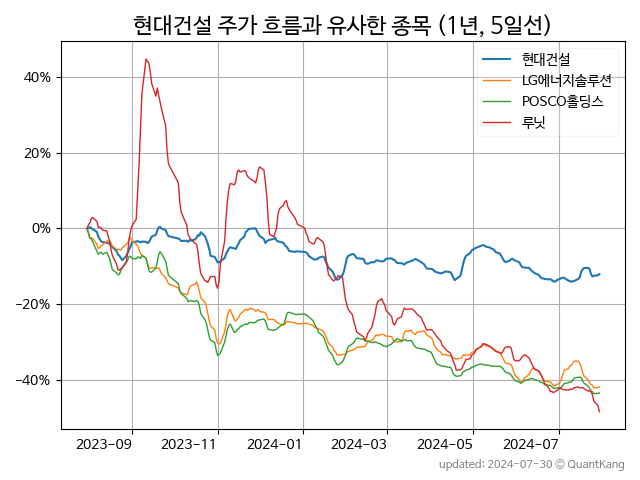 현대건설 주가 흐름과 유사한 종목 (1년, 5일선)
현대건설
LG에너지솔루션
POSCO홀딩스
루닛
40%
20%
0%
−20%
−40%
2023−09
2023−11
2024−01
2024−03
2024−05
2024−07
updated: 2024-07-30 © QuantKang